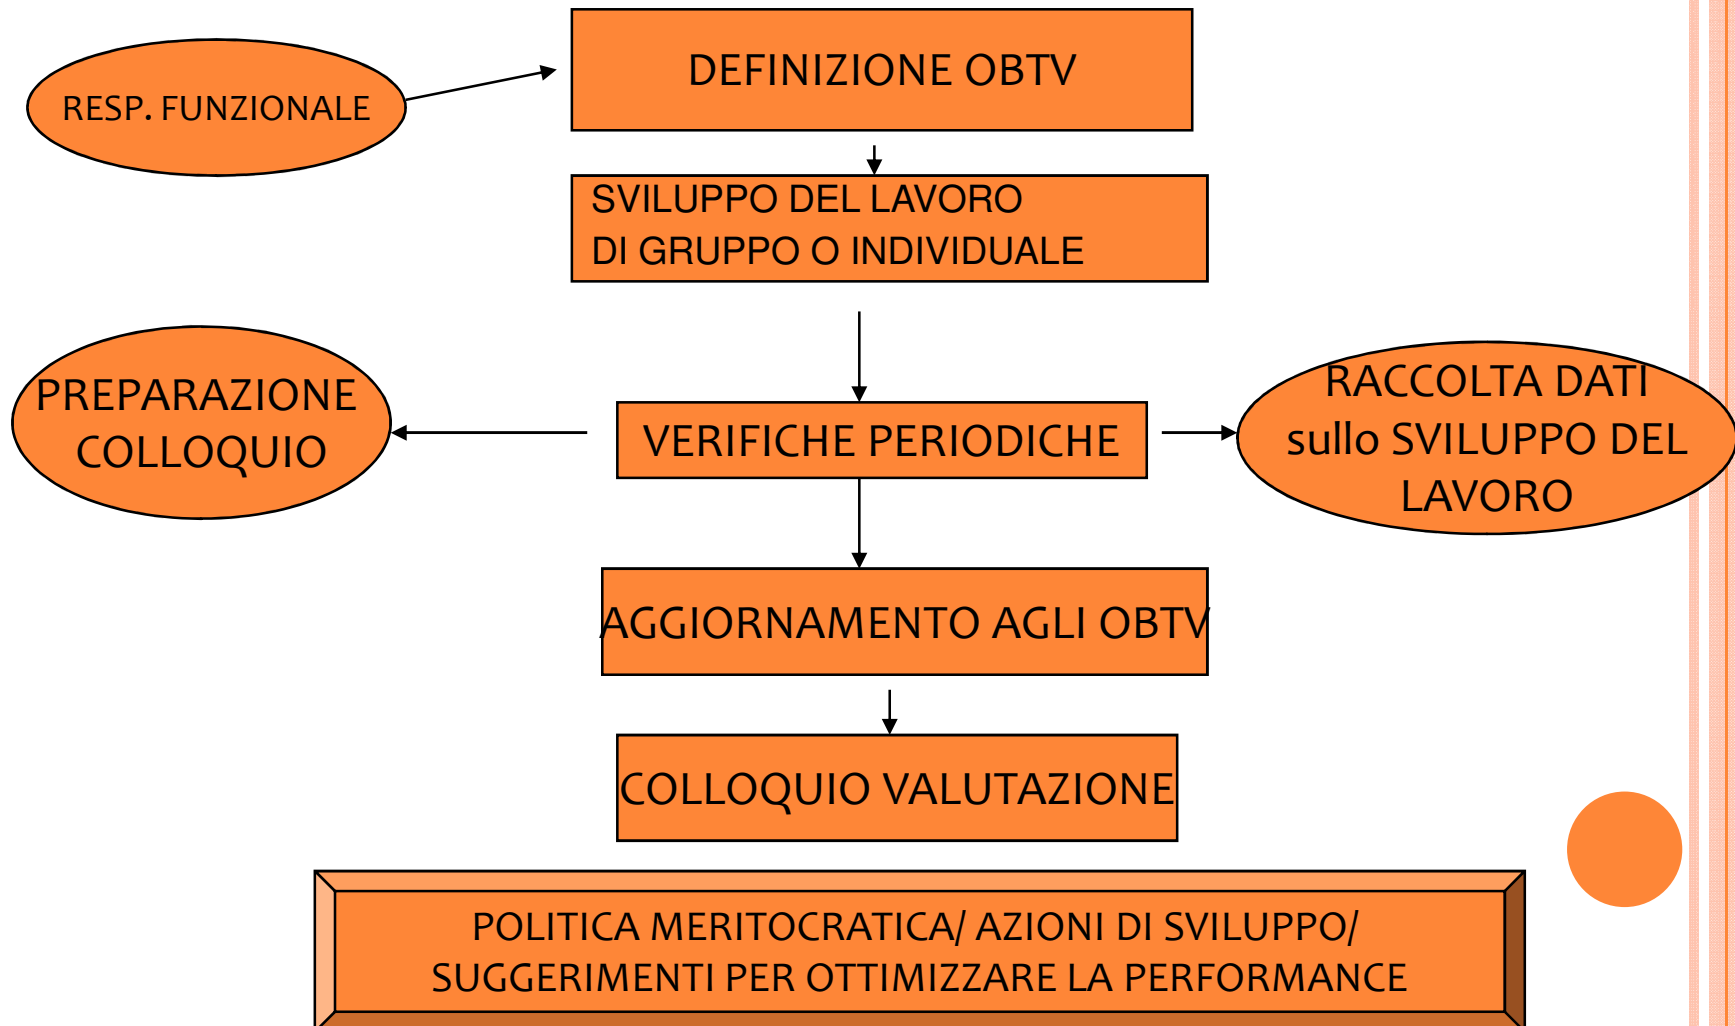 DEFINIZIONE OBTV
RESP. FUNZIONALE
SVILUPPO DEL LAVORO
DI GRUPPO O INDIVIDUALE
PREPARAZIONE
COLLOQUIO
VERIFICHE PERIODICHE
RACCOLTA DATI
sullo SVILUPPO DEL
LAVORO
AGGIORNAMENTO AGLI OBTV
COLLOQUIO VALUTAZIONE
POLITICA MERITOCRATICA/ AZIONI DI SVILUPPO/
SUGGERIMENTI PER OTTIMIZZARE LA PERFORMANCE